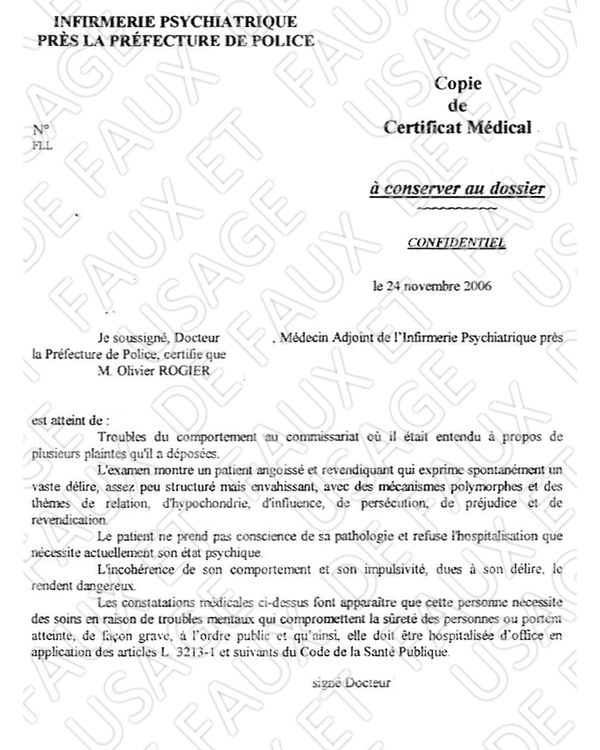 INFIRMERIE PSYCHIATRIQUE
PRÈS LA PRÉFECTURE DE POLICE
Copie
de
Certificat Médical
N°
FLL
à conserver au dossier
CONFIDENTIEL
le 24 novembre 2006
Je soussigné, Docteur , Médecin Adjoint de l'Infirmerie Psychiatrique près
la Préfecture de Police, certifie que
M. Olivier ROGIER
est atteint de :
Troubles du comportement au commissariat où il était entendu à propos de
plusieurs plaintes qu'il a déposées.
L'examen montre un patient angoissé et revendiquant qui exprime spontanément un
vaste délire, assez peu structuré mais envahissant, avec des mécanismes polymorphes et des
thèmes de relation, d'hypochondrie, d'influence, de persécution, de préjudice et de
revendication.
Le patient ne prend pas conscience de sa pathologie et refuse l'hospitalisation que
nécessite actuellement son état psychique.
L'incohérence de son comportement et son impulsivité, dues à son délire, le
rendent dangereux.
Les constatations médicales ci-dessus font apparaître que cette personne nécessite
des soins en raison de troubles mentaux qui compromettent la sûreté des personnes ou portent
atteinte, de façon grave, à l'ordre public et qu'ainsi, elle doit être hospitalisée d'office en
application des articles L. 3213-1 et suivants du Code de la Santé Publique.
signé Docteur
FAUX ET USAGE DE FAUX